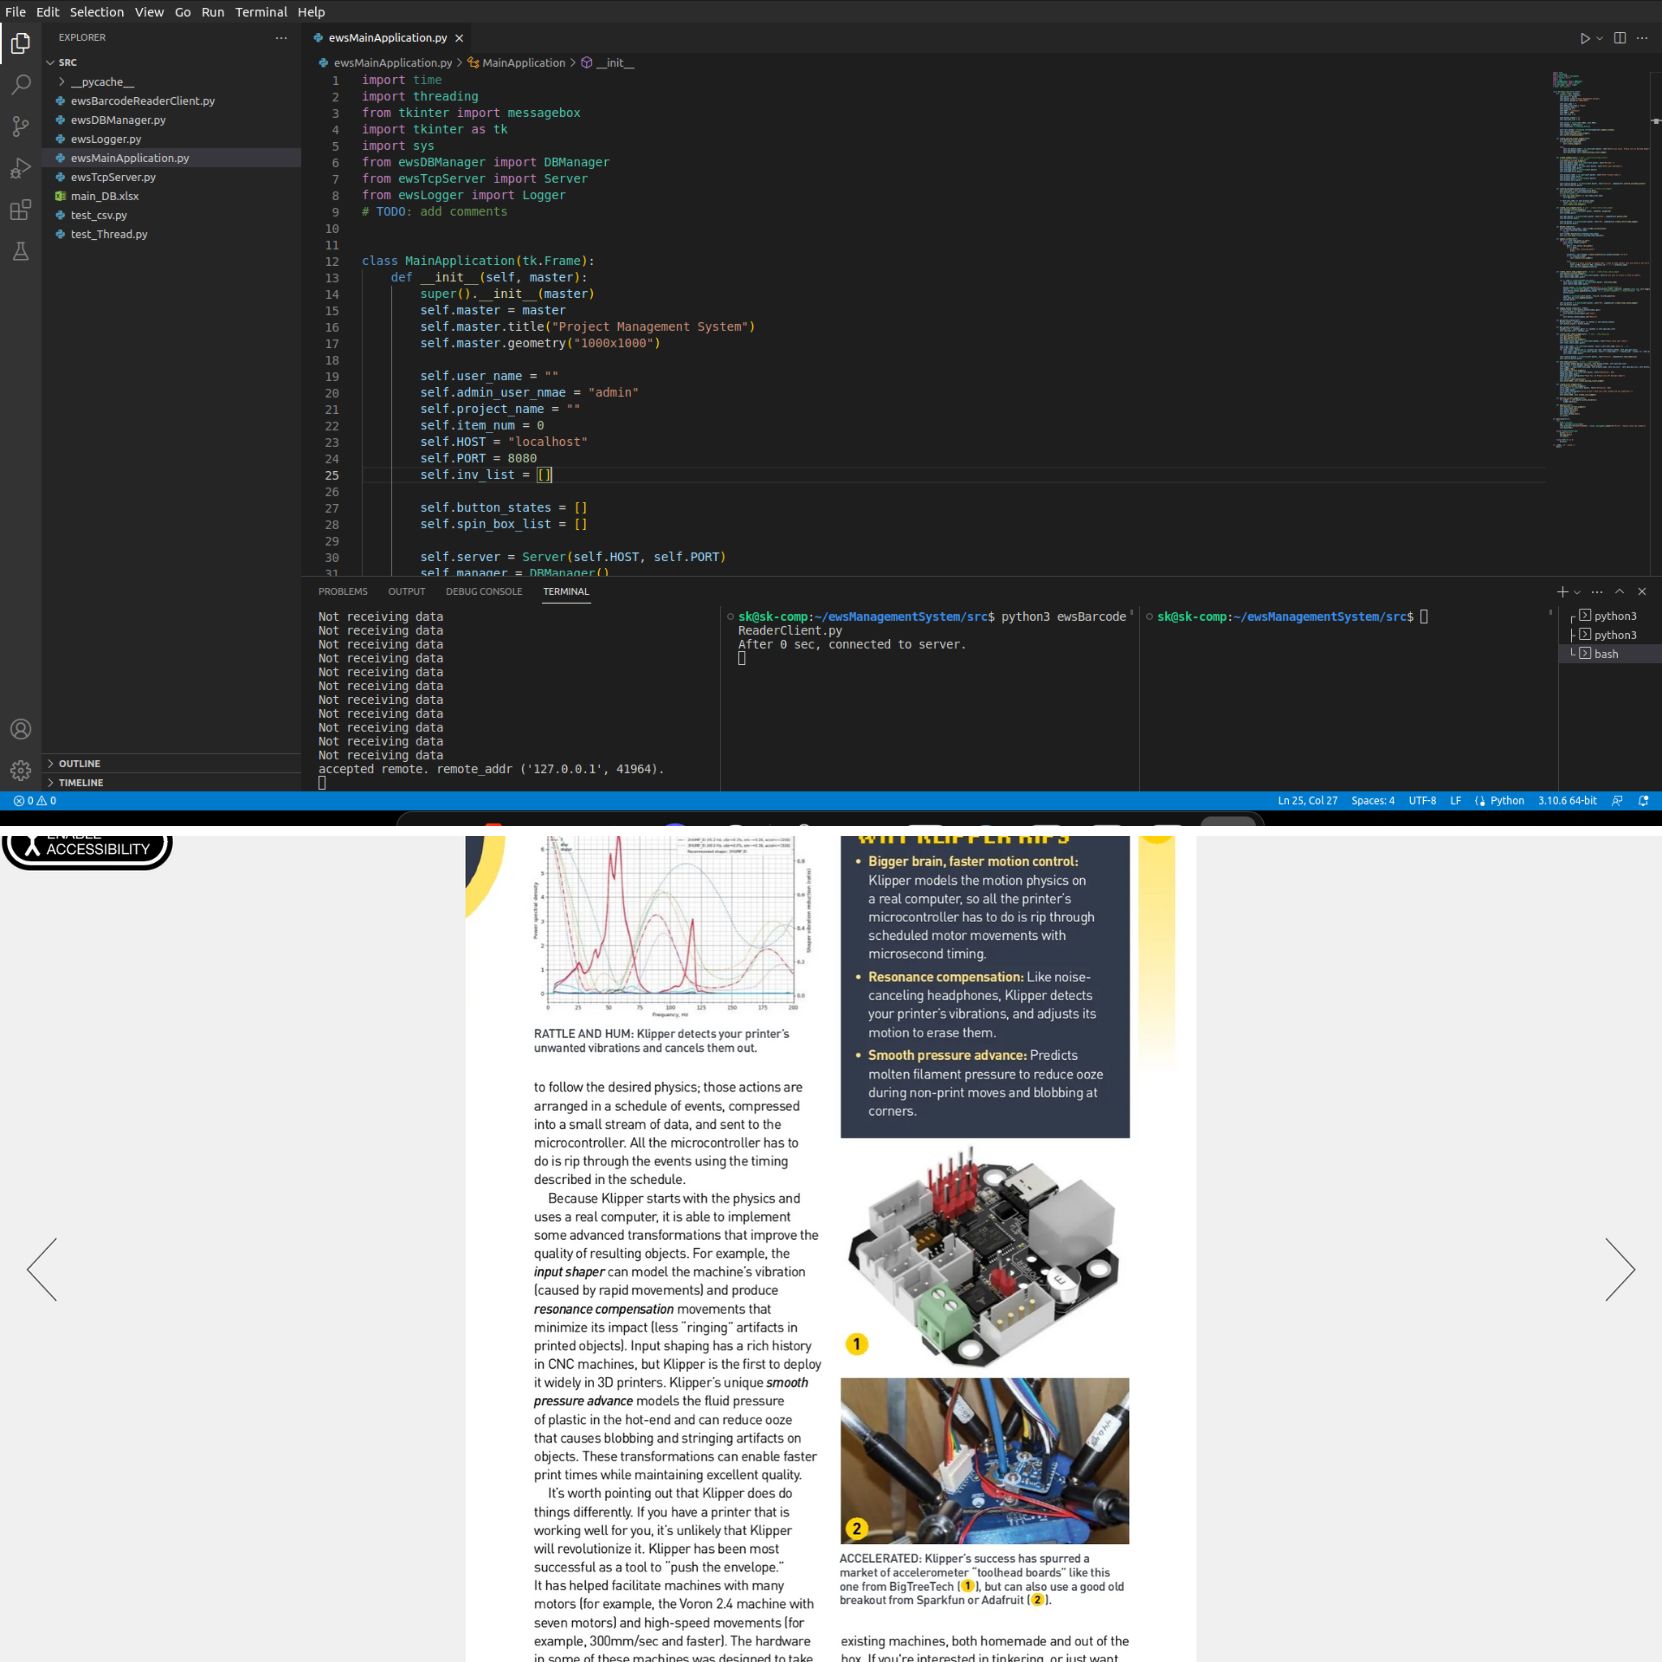 File Edit Selection View Go Run Terminal Help
EXPLORER
SRC
__pycache__
ewsBarcodeReaderClient.py
ewsDBManager.py
ewsLogger.py
ewsMainApplication.py
ewsTcpServer.py
main_DB.xlsx
test_csv.py
test_Thread.py
OUTLINE
TIMELINE
ewsMainApplication.py
ewsMainApplication.py > MainApplication > __init__
1 import time
2 import threading
3 from tkinter import messagebox
4 import tkinter as tk
5 import sys
6 from ewsDBManager import DBManager
7 from ewsTcpServer import Server
8 from ewsLogger import Logger
9 # TODO: add comments
10
11
12 class MainApplication(tk.Frame):
13 def __init__(self, master):
14 super().__init__(master)
15 self.master = master
16 self.master.title("Project Management System")
17 self.master.geometry("1000x1000")
18
19 self.user_name = ""
20 self.admin_user_nmae = "admin"
21 self.project_name = ""
22 self.item_num = 0
23 self.HOST = "localhost"
24 self.PORT = 8080
25 self.inv_list = []
26
27 self.button_states = []
28 self.spin_box_list = []
29
30 self.server = Server(self.HOST, self.PORT)
31 self.manager = DBManager()
PROBLEMS OUTPUT DEBUG CONSOLE TERMINAL
Not receiving data
Not receiving data
Not receiving data
Not receiving data
Not receiving data
Not receiving data
Not receiving data
Not receiving data
Not receiving data
Not receiving data
Not receiving data
accepted remote. remote_addr ('127.0.0.1', 41964).
sk@sk-comp:~/ewsManagementSystem/src$ python3 ewsBarcode
ReaderClient.py
After 0 sec, connected to server.
sk@sk-comp:~/ewsManagementSystem/src$
python3
python3
bash
0 0
Ln 25, Col 27 Spaces: 4 UTF-8 LF Python 3.10.6 64-bit
ENABLE
ACCESSIBILITY
Power spectral density
Frequency, Hz
0 25 50 75 100 125 150 175 200
RATTLE AND HUM: Klipper detects your printer's
unwanted vibrations and cancels them out.
to follow the desired physics; those actions are
arranged in a schedule of events, compressed
into a small stream of data, and sent to the
microcontroller. All the microcontroller has to
do is rip through the events using the timing
described in the schedule.
Because Klipper starts with the physics and
uses a real computer, it is able to implement
some advanced transformations that improve the
quality of resulting objects. For example, the
input shaper can model the machine's vibration
(caused by rapid movements) and produce
resonance compensation movements that
minimize its impact (less "ringing" artifacts in
printed objects). Input shaping has a rich history
in CNC machines, but Klipper is the first to deploy
it widely in 3D printers. Klipper's unique smooth
pressure advance models the fluid pressure
of plastic in the hot-end and can reduce ooze
that causes blobbing and stringing artifacts on
objects. These transformations can enable faster
print times while maintaining excellent quality.
It's worth pointing out that Klipper does do
things differently. If you have a printer that is
working well for you, it's unlikely that Klipper
will revolutionize it. Klipper has been most
successful as a tool to "push the envelope."
It has helped facilitate machines with many
motors (for example, the Voron 2.4 machine with
seven motors) and high-speed movements (for
example, 300mm/sec and faster). The hardware
in some of these machines was designed to take
WHY KLIPPER RIPS
• Bigger brain, faster motion control:
Klipper models the motion physics on
a real computer, so all the printer's
microcontroller has to do is rip through
scheduled motor movements with
microsecond timing.
• Resonance compensation: Like noise-
canceling headphones, Klipper detects
your printer's vibrations, and adjusts its
motion to erase them.
• Smooth pressure advance: Predicts
molten filament pressure to reduce ooze
during non-print moves and blobbing at
corners.
1
2
ACCELERATED: Klipper's success has spurred a
market of accelerometer "toolhead boards" like this
one from BigTreeTech (1), but can also use a good old
breakout from Sparkfun or Adafruit (2).
existing machines, both homemade and out of the
box. If you're interested in tinkering, or just want